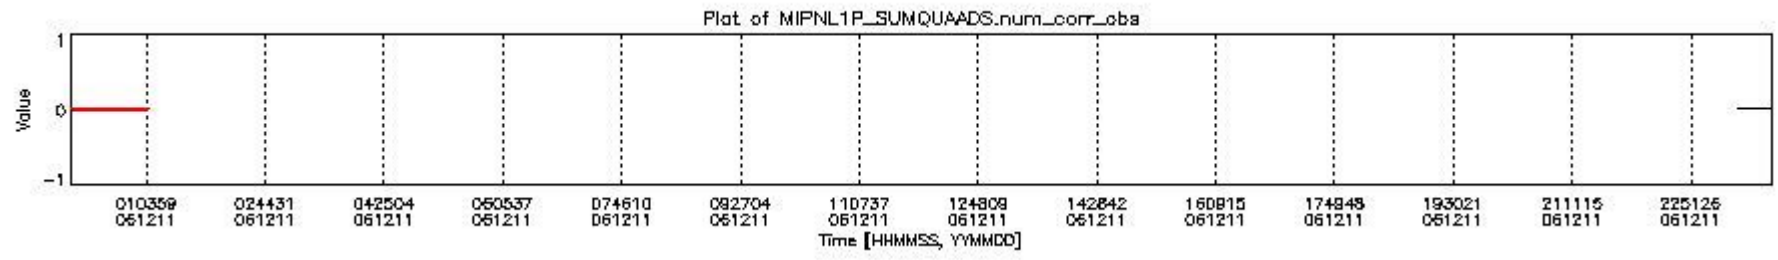 Plot of MIPNL1P_SUMQUAADS.num_corr_obs
1
0
-1
Value
010359 024431 042504 060537 074610 092704 110737 124809 142842 160915 174948 193021 211115 225126
061211 061211 061211 061211 061211 061211 061211 061211 061211 061211 061211 061211 061211 061211
Time [HHMMSS, YYMMDD]